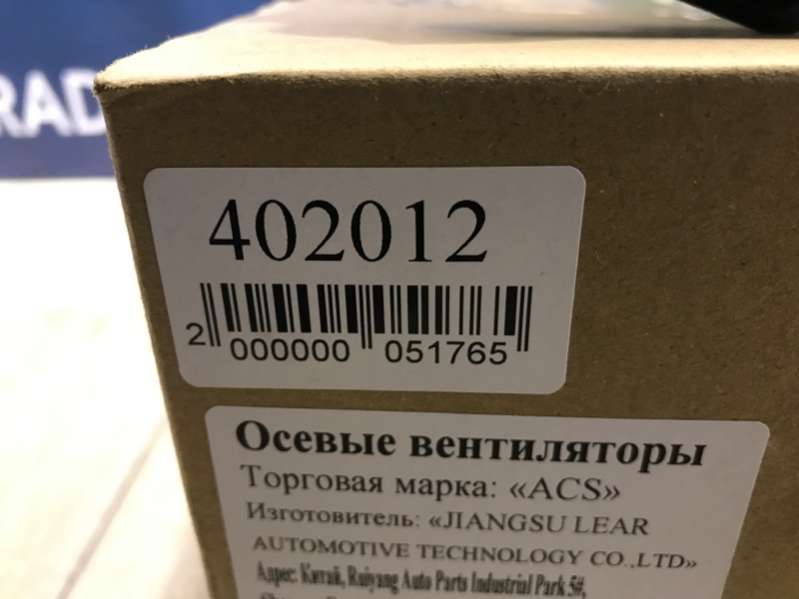 RAD
402012
2 000000 051765
Осевые вентиляторы
Торговая марка: «ACS»
Изготовитель: «JIANGSU LEAR
AUTOMOTIVE TECHNOLOGY CO.,LTD»
Адрес: Китай, Ruiyang Auto Parts Industrial Park 5#,